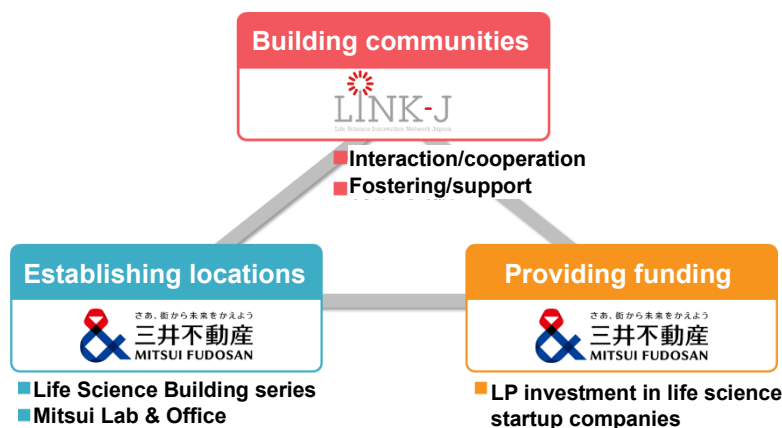 Building communities
LINK-J
Life Science Innovation Network Japan
Interaction/cooperation
Fostering/support
Establishing locations
さあ、街から未来をかえよう
三井不動産
MITSUI FUDOSAN
Life Science Building series
Mitsui Lab & Office
Providing funding
さあ、街から未来をかえよう
三井不動産
MITSUI FUDOSAN
LP investment in life science
startup companies